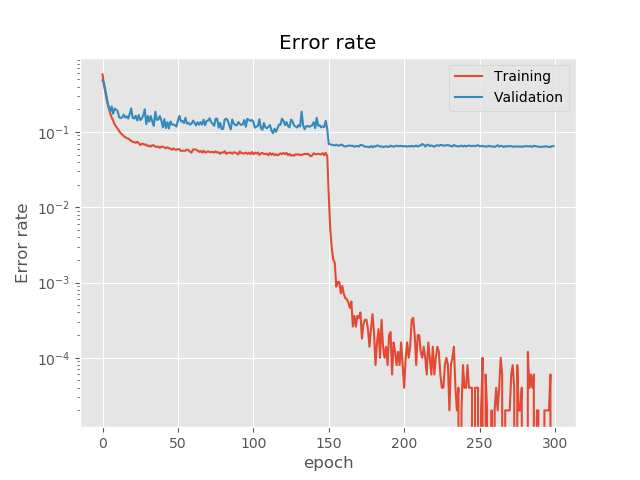 Error rate
Training
Validation
Error rate
10⁻¹
10⁻²
10⁻³
10⁻⁴
0 50 100 150 200 250 300
epoch